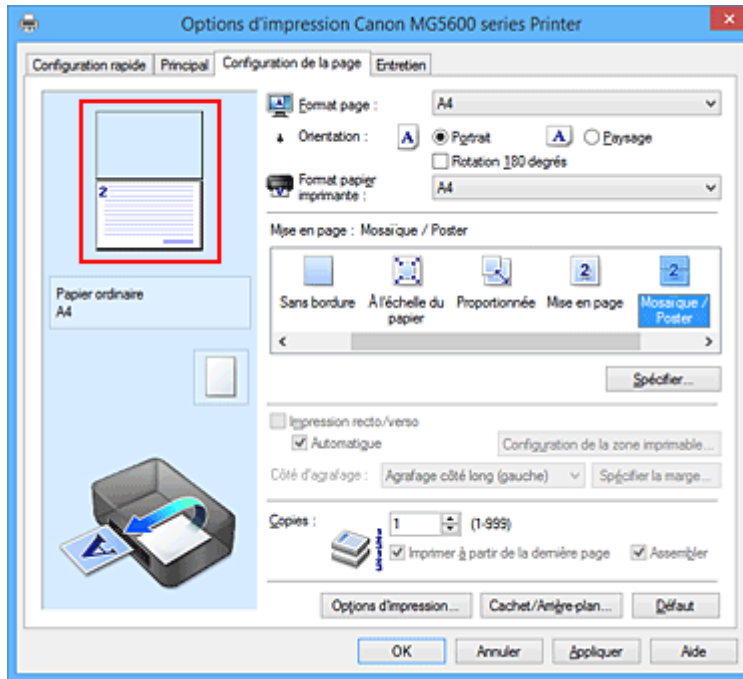 Options d'impression Canon MG5600 series Printer
Configuration rapide Principal Configuration de la page Entretien
2
Papier ordinaire
A4
Format page : A4
Orientation : A Portrait A Paysage
Rotation 180 degrés
Format papier imprimante : A4
Mise en page : Mosaïque / Poster
2 2
Sans bordure À l'échelle du papier Proportionnée Mise en page Mosaïque / Poster
Spécifier...
Impression recto/verso
Automatique Configuration de la zone imprimable...
Côté d'agrafage : Agrafage côté long (gauche) Spécifier la marge...
Copies : 1 (1-999)
Imprimer à partir de la dernière page Assembler
A
Options d'impression... Cachet/Arrière-plan... Défaut
OK Annuler Appliquer Aide